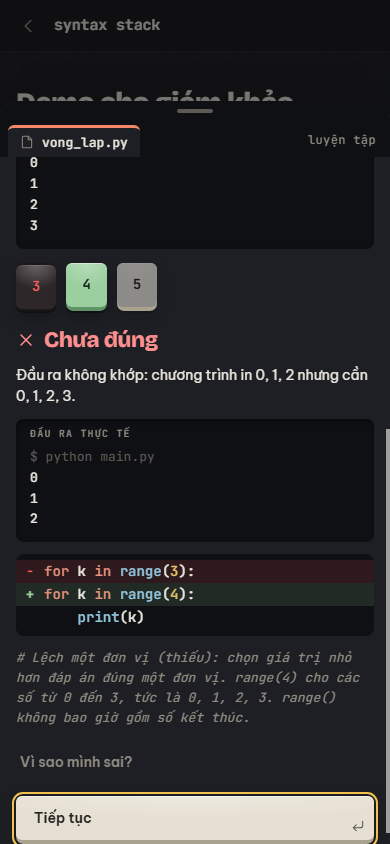 syntax stack
Demo cho giám khảo
vong_lap.py
luyện tập
0
1
2
3
3
4
5
Chưa đúng
Đầu ra không khớp: chương trình in 0, 1, 2 nhưng cần
0, 1, 2, 3.
ĐẦU RA THỰC TẾ
$ python main.py
0
1
2
- for k in range(3):
+ for k in range(4):
print(k)
# Lệch một đơn vị (thiếu): chọn giá trị nhỏ
hơn đáp án đúng một đơn vị. range(4) cho các
số từ 0 đến 3, tức là 0, 1, 2, 3. range()
không bao giờ gồm số kết thúc.
Vì sao mình sai?
Tiếp tục